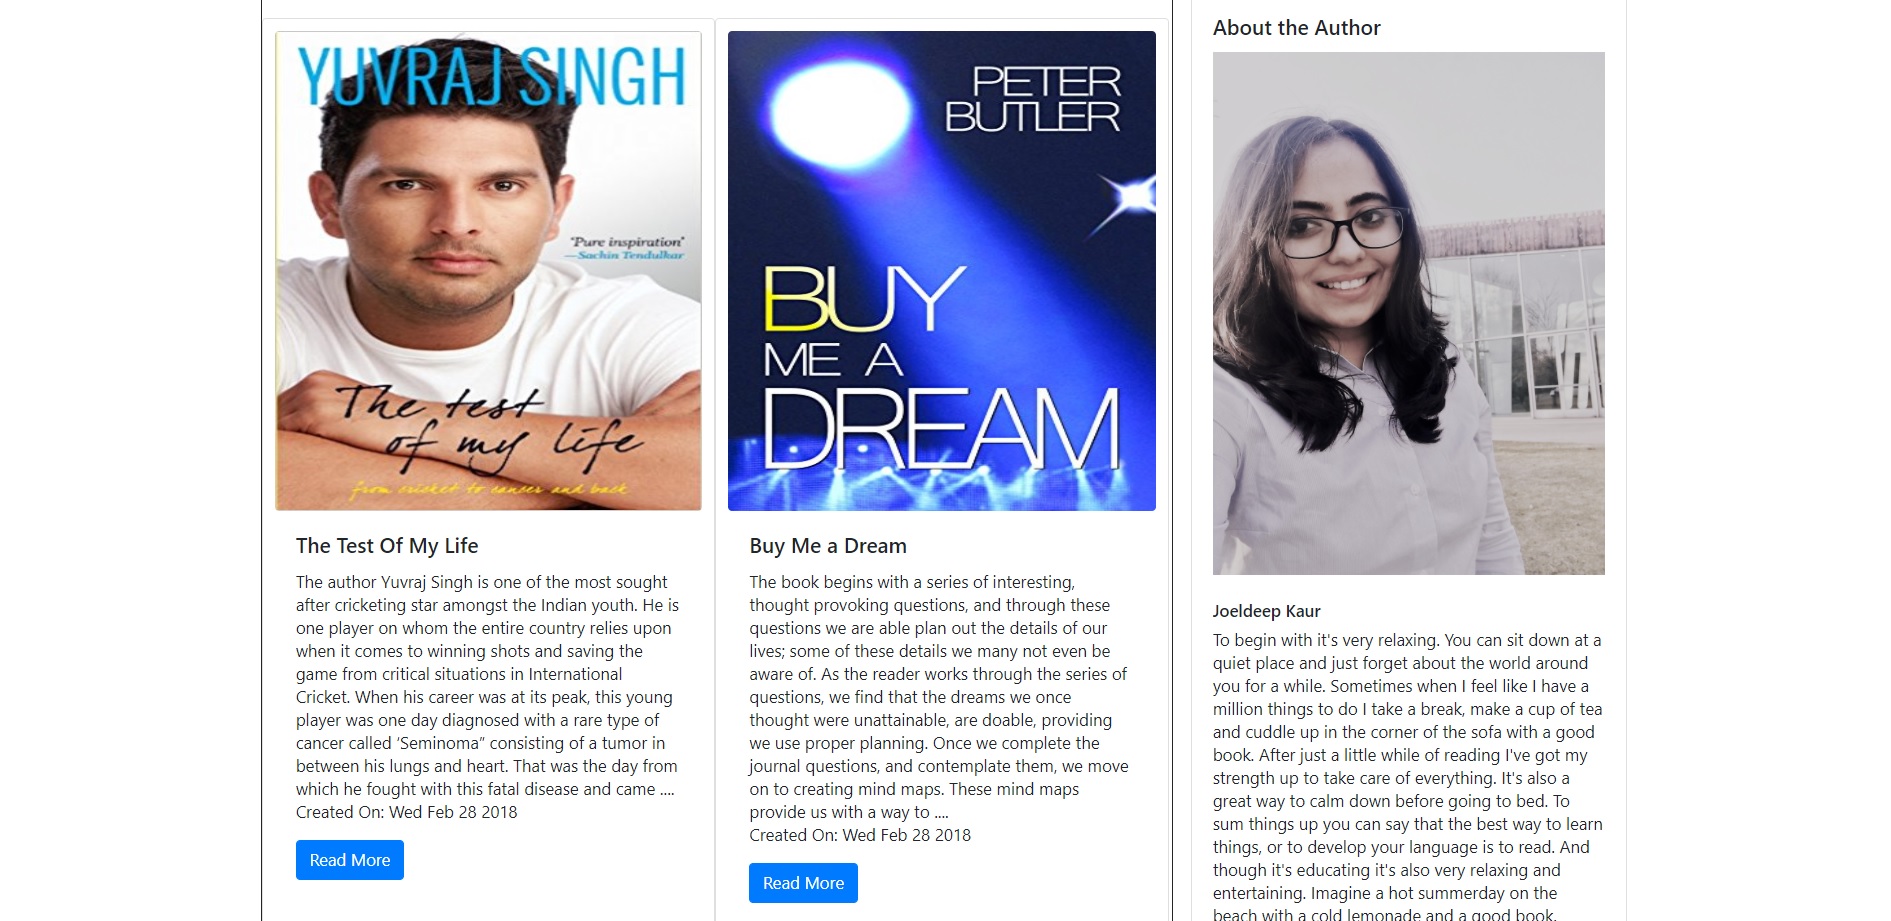 YUVRAJ SINGH
"Pure inspiration"
—Sachin Tendulkar
The test
of my life
from cricket to cancer and back
The Test Of My Life
The author Yuvraj Singh is one of the most sought
after cricketing star amongst the Indian youth. He is
one player on whom the entire country relies upon
when it comes to winning shots and saving the
game from critical situations in International
Cricket. When his career was at its peak, this young
player was one day diagnosed with a rare type of
cancer called ‘Seminoma” consisting of a tumor in
between his lungs and heart. That was the day from
which he fought with this fatal disease and came ....
Created On: Wed Feb 28 2018
Read More
PETER
BUTLER
BUY
ME A
DREAM
Buy Me a Dream
The book begins with a series of interesting,
thought provoking questions, and through these
questions we are able plan out the details of our
lives; some of these details we many not even be
aware of. As the reader works through the series of
questions, we find that the dreams we once
thought were unattainable, are doable, providing
we use proper planning. Once we complete the
journal questions, and contemplate them, we move
on to creating mind maps. These mind maps
provide us with a way to ....
Created On: Wed Feb 28 2018
Read More
About the Author
Joeldeep Kaur
To begin with it's very relaxing. You can sit down at a
quiet place and just forget about the world around
you for a while. Sometimes when I feel like I have a
million things to do I take a break, make a cup of tea
and cuddle up in the corner of the sofa with a good
book. After just a little while of reading I've got my
strength up to take care of everything. It's also a
great way to calm down before going to bed. To
sum things up you can say that the best way to learn
things, or to develop your language is to read. And
though it's educating it's also very relaxing and
entertaining. Imagine a hot summerday on the
beach with a cold lemonade and a good book.